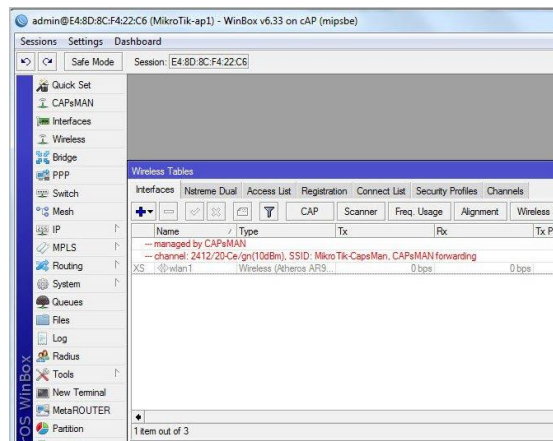 admin@E4:8D:8C:F4:22:C6 (MikroTik-ap1) - WinBox v6.33 on cAP (mipsbe)
Sessions Settings Dashboard
Safe Mode Session: E4:8D:8C:F4:22:C6
Quick Set
CAPsMAN
Interfaces
Wireless
Bridge
PPP
Switch
Mesh
IP
MPLS
Routing
System
Queues
Files
Log
Radius
Tools
New Terminal
MetaROUTER
Partition
OS WinBox
Wireless Tables
Interfaces Nstreme Dual Access List Registration Connect List Security Profiles Channels
CAP Scanner Freq. Usage Alignment Wireless
Name / Type Tx Rx Tx P
--- managed by CAPsMAN
--- channel: 2412/20-Ce/gn(10dBm), SSID: MikroTik-CapsMan, CAPsMAN forwarding
XS wlan1 Wireless (Atheros AR9... 0 bps 0 bps
1 item out of 3